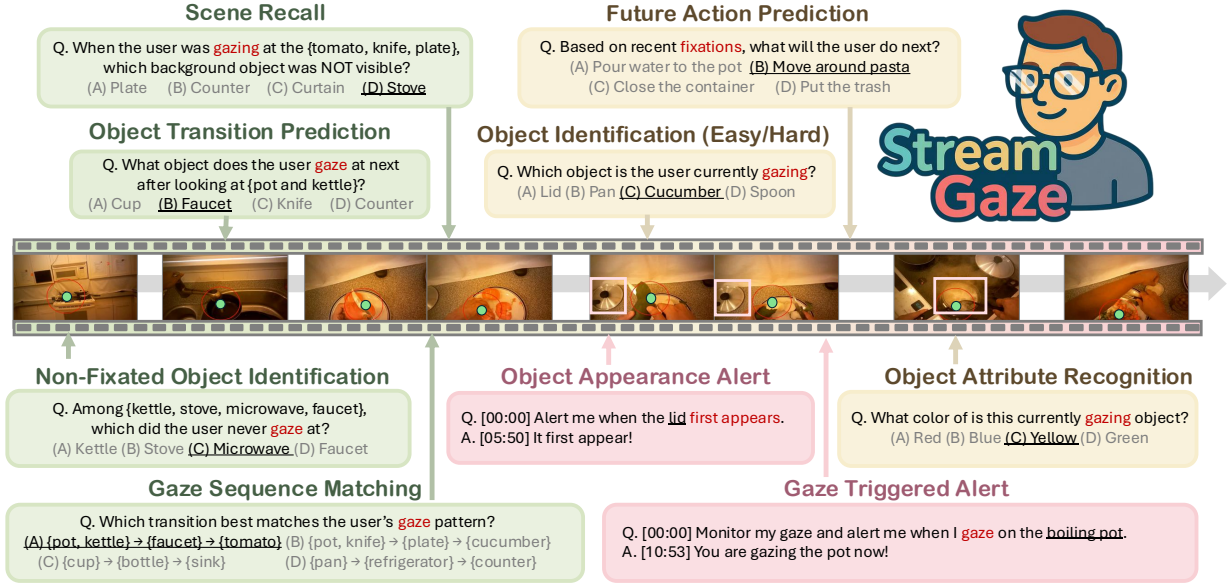 Scene Recall
Q. When the user was gazing at the {tomato, knife, plate},
which background object was NOT visible?
(A) Plate (B) Counter (C) Curtain (D) Stove
Future Action Prediction
Q. Based on recent fixations, what will the user do next?
(A) Pour water to the pot (B) Move around pasta
(C) Close the container (D) Put the trash
Object Transition Prediction
Q. What object does the user gaze at next
after looking at {pot and kettle}?
(A) Cup (B) Faucet (C) Knife (D) Counter
Object Identification (Easy/Hard)
Q. Which object is the user currently gazing?
(A) Lid (B) Pan (C) Cucumber (D) Spoon
Stream
Gaze
Non-Fixated Object Identification
Q. Among {kettle, stove, microwave, faucet},
which did the user never gaze at?
(A) Kettle (B) Stove (C) Microwave (D) Faucet
Object Appearance Alert
Q. [00:00] Alert me when the lid first appears.
A. [05:50] It first appear!
Object Attribute Recognition
Q. What color of is this currently gazing object?
(A) Red (B) Blue (C) Yellow (D) Green
Gaze Sequence Matching
Q. Which transition best matches the user's gaze pattern?
(A) {pot, kettle} → {faucet} → {tomato} (B) {pot, knife} → {plate} → {cucumber}
(C) {cup} → {bottle} → {sink} (D) {pan} → {refrigerator} → {counter}
Gaze Triggered Alert
Q. [00:00] Monitor my gaze and alert me when I gaze on the boiling pot.
A. [10:53] You are gazing the pot now!